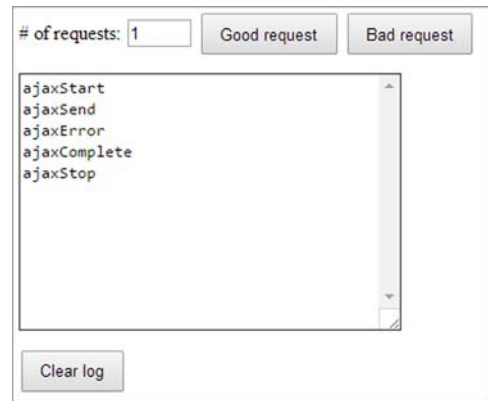 # of requests: 1 Good request Bad request
ajaxStart
ajaxSend
ajaxError
ajaxComplete
ajaxStop
Clear log